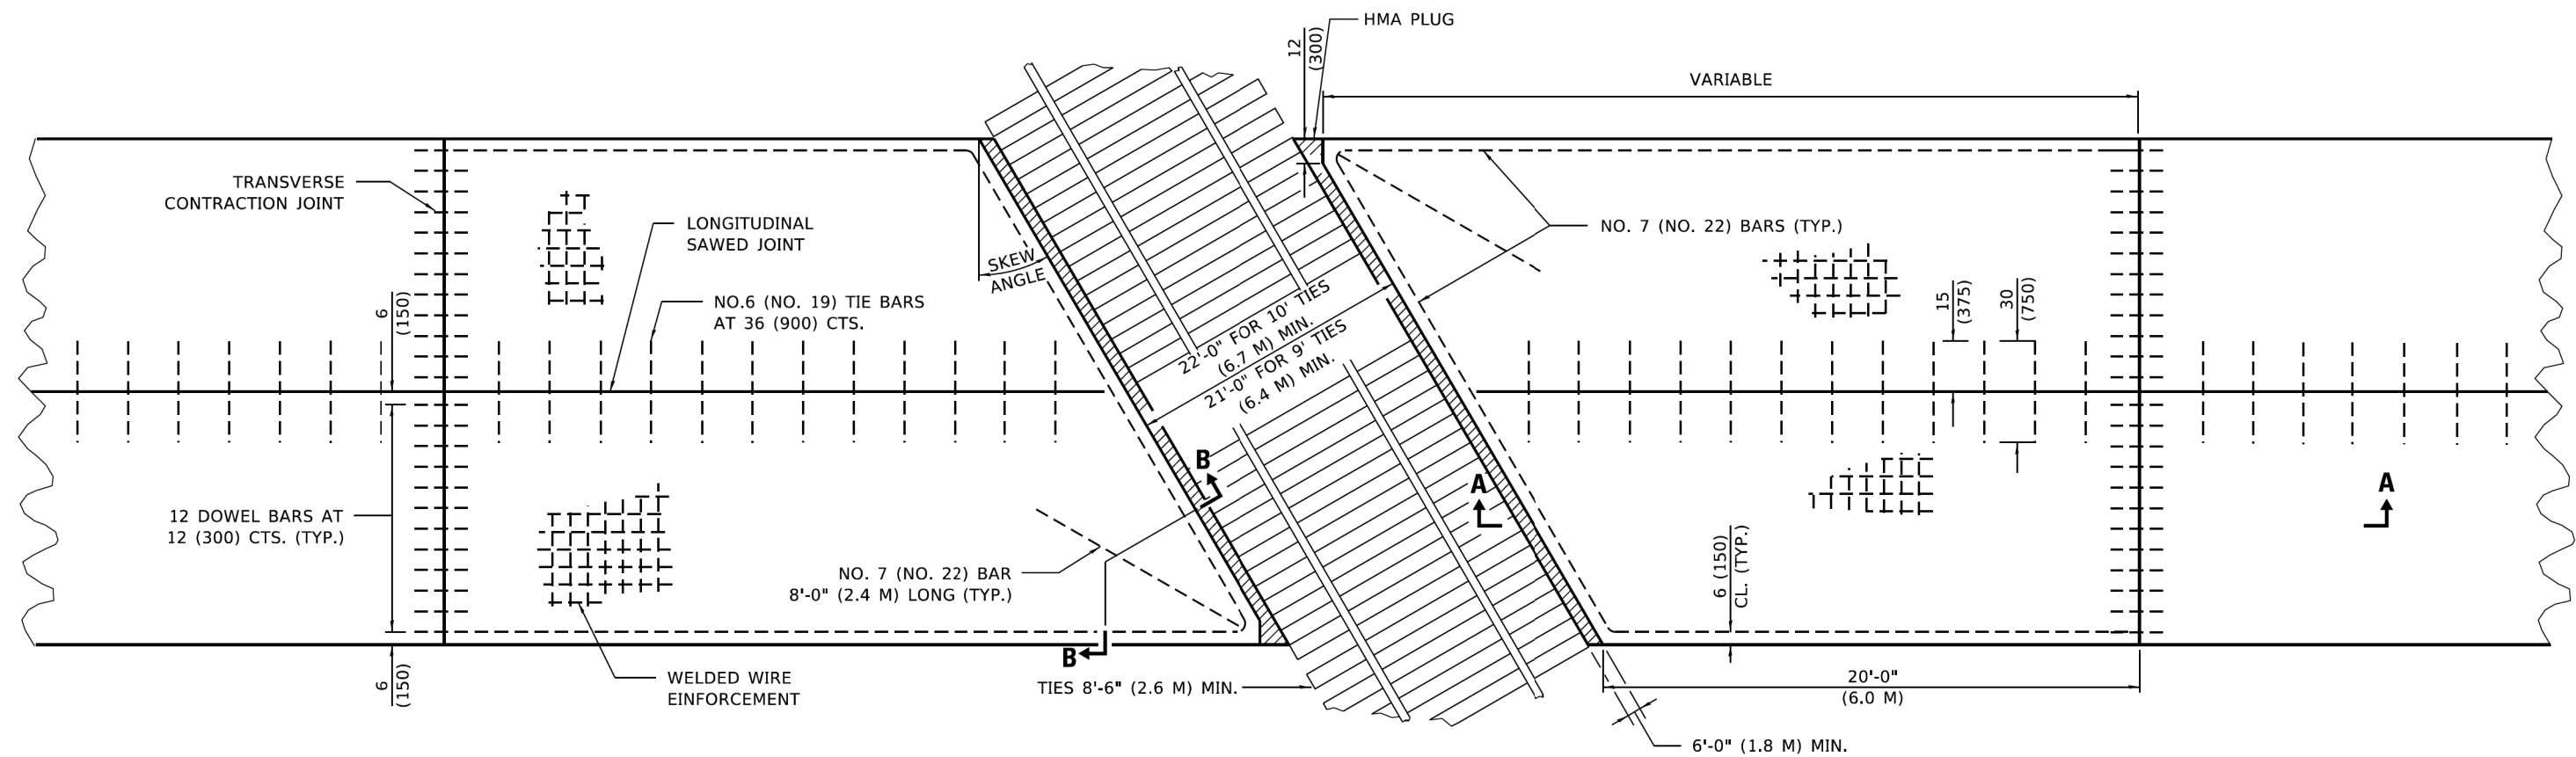 HMA PLUG
12
(300)
VARIABLE
TRANSVERSE
CONTRACTION JOINT
LONGITUDINAL
SAWED JOINT
SKEW
ANGLE
NO. 7 (NO. 22) BARS (TYP.)
6
(150)
NO.6 (NO. 19) TIE BARS
AT 36 (900) CTS.
22'-0" FOR 10' TIES
(6.7 M) MIN.
21'-0" FOR 9' TIES
(6.4 M) MIN.
15
(375)
30
(750)
B
A
A
12 DOWEL BARS AT
12 (300) CTS. (TYP.)
NO. 7 (NO. 22) BAR
8'-0" (2.4 M) LONG (TYP.)
6 (150)
CL. (TYP.)
B
6
(150)
WELDED WIRE
EINFORCEMENT
TIES 8'-6" (2.6 M) MIN.
20'-0"
(6.0 M)
6'-0" (1.8 M) MIN.